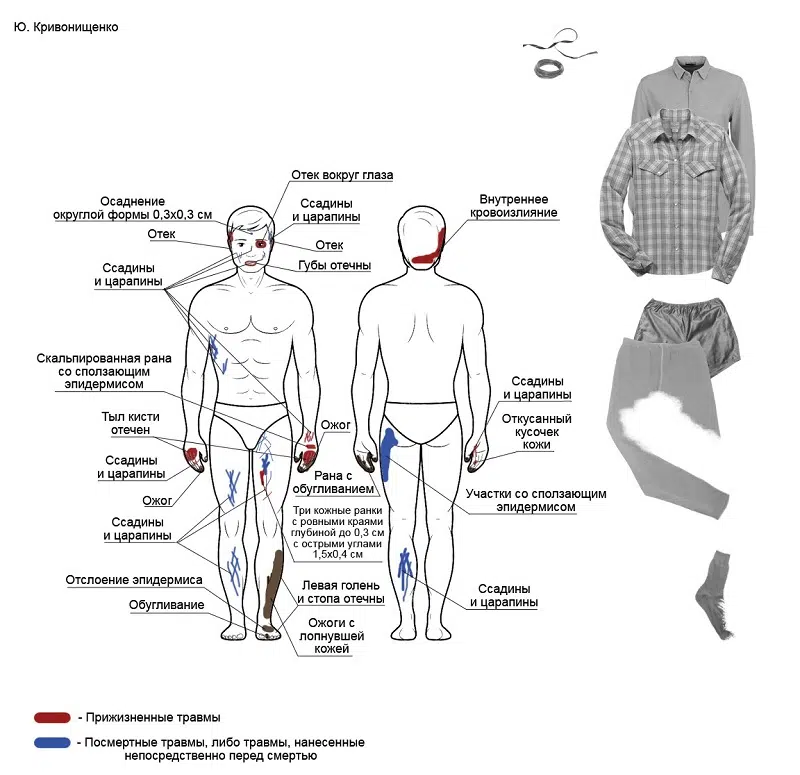 Ю. Кривонищенко
Отек вокруг глаза
Осаднение
округлой формы 0,3х0,3 см
Ссадины
и царапины
Внутреннее
кровоизлияние
Отек
Отек
Губы отечны
Ссадины
и царапины
Скальпированная рана
со сползающим
эпидермисом
Ссадины
и царапины
Тыл кисти
отечен
Ожог
Откусанный
кусочек
кожи
Ссадины
и царапины
Рана с
обугливанием
Ожог
Участки со сползающим
эпидермисом
Три кожные ранки
с ровными краями
глубиной до 0,3 см
с острыми углами
1,5х0,4 см
Ссадины
и царапины
Отслоение эпидермиса
Левая голень
и стопа отечны
Ссадины
и царапины
Обугливание
Ожоги с
лопнувшей
кожей
- Прижизненные травмы
- Посмертные травмы, либо травмы, нанесенные
непосредственно перед смертью